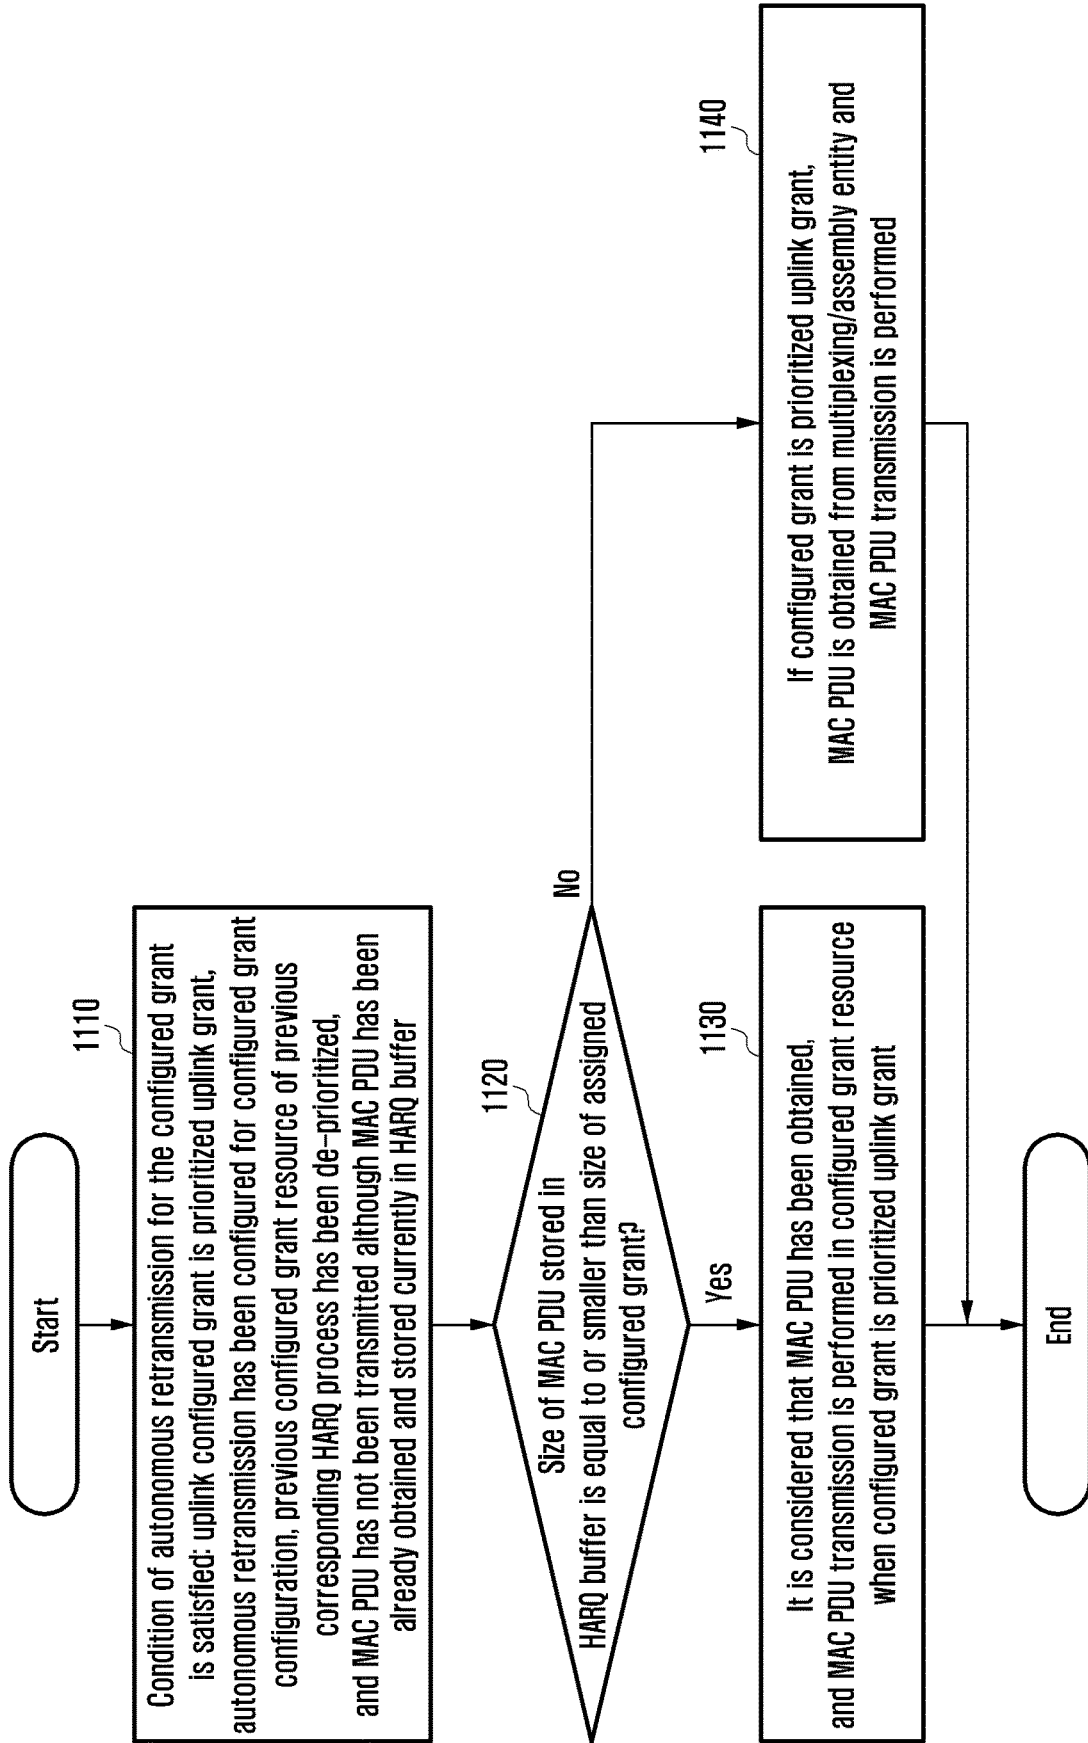 Start
1110
Condition of autonomous retransmission for the configured grant
is satisfied: uplink configured grant is prioritized uplink grant,
autonomous retransmission has been configured for configured grant
configuration, previous configured grant resource of previous
corresponding HARQ process has been de-prioritized,
and MAC PDU has not been transmitted although MAC PDU has been
already obtained and stored currently in HARQ buffer
1120
Size of MAC PDU stored in
HARQ buffer is equal to or smaller than size of assigned
configured grant?
No
Yes
1130
It is considered that MAC PDU has been obtained,
and MAC PDU transmission is performed in configured grant resource
when configured grant is prioritized uplink grant
1140
If configured grant is prioritized uplink grant,
MAC PDU is obtained from multiplexing/assembly entity and
MAC PDU transmission is performed
End